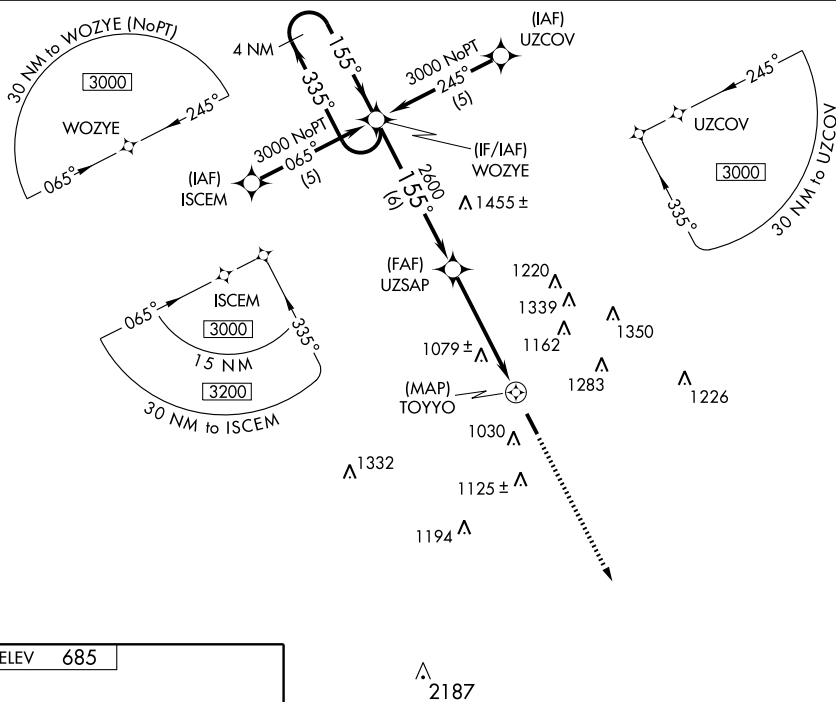 30 NM to WOZYE (NoPT)
3000
WOZYE
065°
245°
4 NM
155°
335°
(IAF)
UZCOV
3000 NoPT
245°
(5)
3000 NoPT
065°
(5)
(IAF)
ISCEM
(IF/IAF)
WOZYE
2600
155°
(6)
1455 ±
245°
UZCOV
3000
335°
30 NM to UZCOV
(FAF)
UZSAP
065°
ISCEM
3000
335°
15 NM
3200
30 NM to ISCEM
1220
1339
1162
1350
1079 ±
1283
1226
(MAP)
TOYYO
1030
1332
1125 ±
1194
ELEV 685
2187